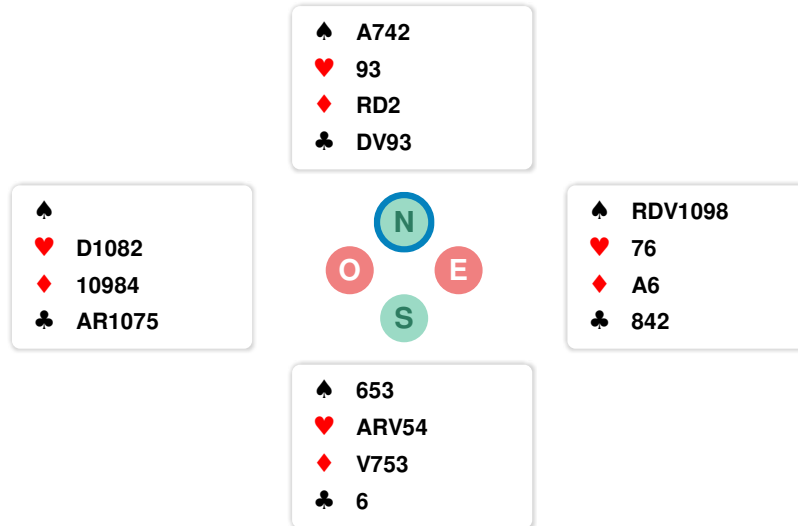 ♠ A742
♥ 93
♦ RD2
♣ DV93
♠
♥ D1082
♦ 10984
♣ AR1075
N
O E
S
♠ RDV1098
♥ 76
♦ A6
♣ 842
♠ 653
♥ ARV54
♦ V753
♣ 6